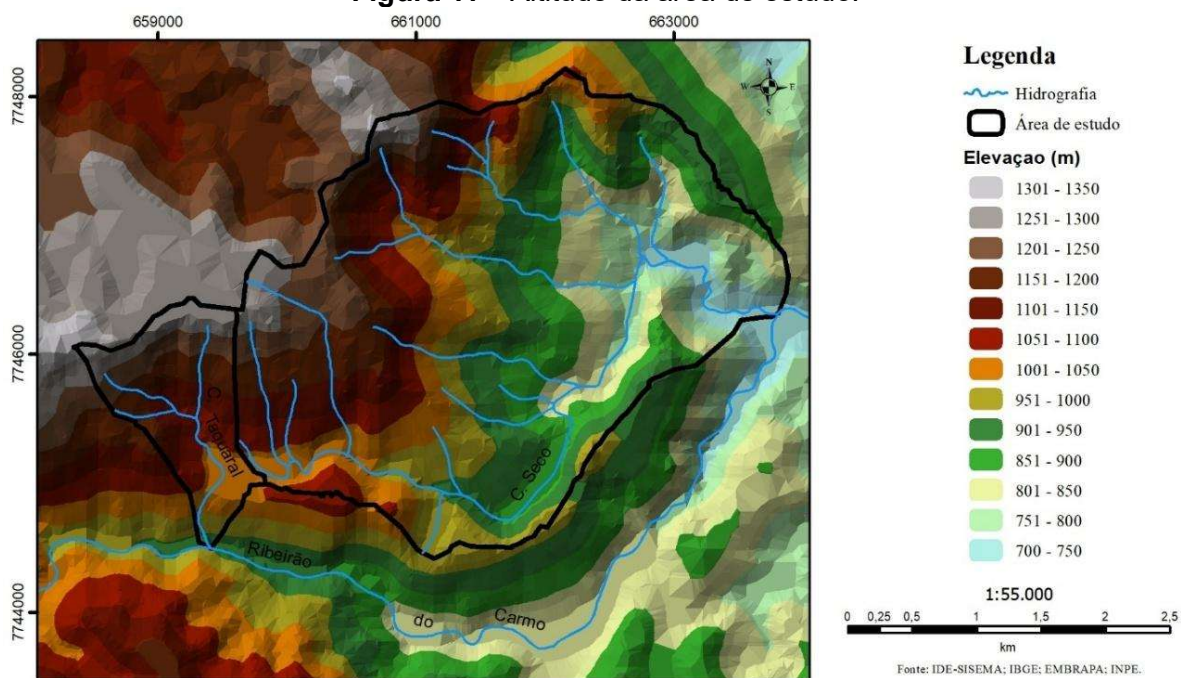 659000 661000 663000
7748000
7746000
7744000
N
W E
S
C. Taquaral
C. Seco
Ribeirão
do
Carmo
Legenda
Hidrografia
Área de estudo
Elevaçao (m)
1301 - 1350
1251 - 1300
1201 - 1250
1151 - 1200
1101 - 1150
1051 - 1100
1001 - 1050
951 - 1000
901 - 950
851 - 900
801 - 850
751 - 800
700 - 750
1:55.000
0 0,25 0,5 1 1,5 2 2,5
km
Fonte: IDE-SISEMA; IBGE; EMBRAPA; INPE.